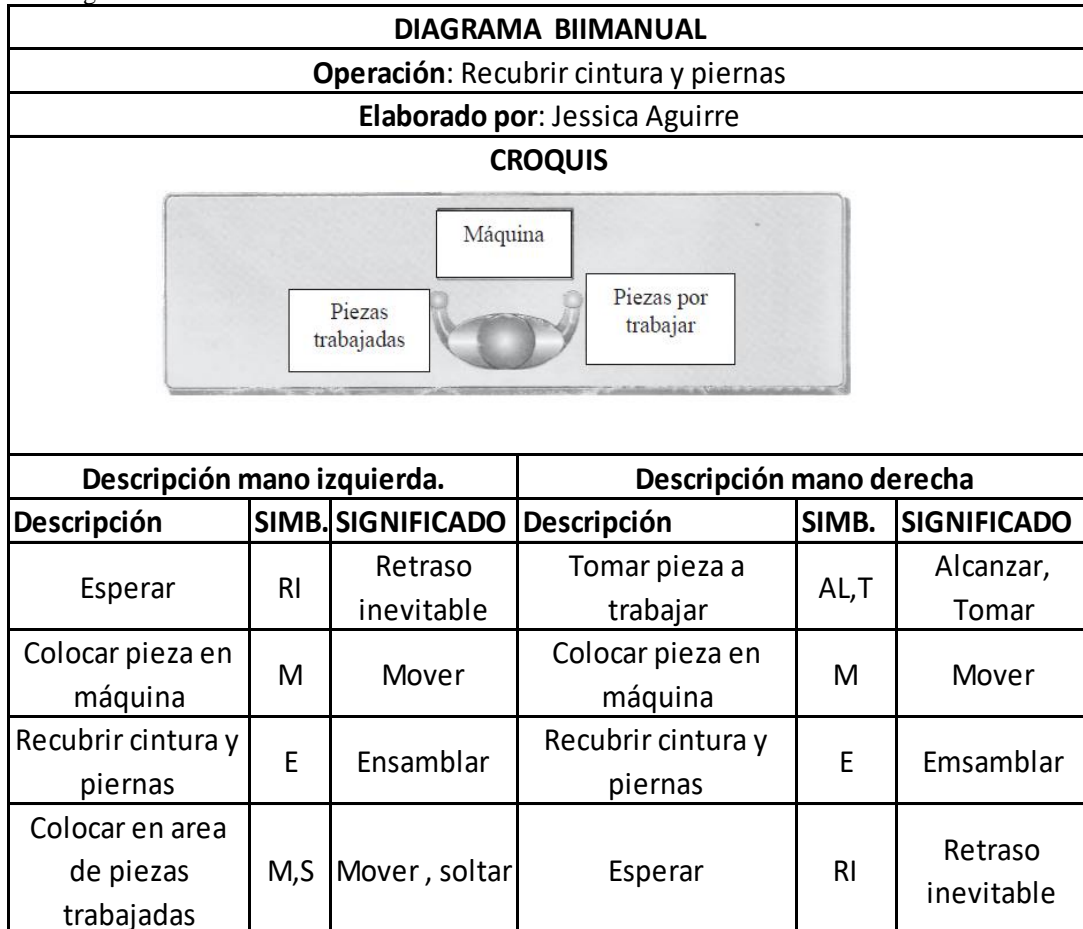 DIAGRAMA BIIMANUAL
Operación: Recubrir cintura y piernas
Elaborado por: Jessica Aguirre
CROQUIS
Máquina
Piezas
trabajadas
Piezas por
trabajar
Descripción mano izquierda. Descripción mano derecha
Descripción SIMB. SIGNIFICADO Descripción SIMB. SIGNIFICADO
Esperar RI Retraso inevitable Tomar pieza a trabajar AL,T Alcanzar, Tomar
Colocar pieza en máquina M Mover Colocar pieza en máquina M Mover
Recubrir cintura y piernas E Ensamblar Recubrir cintura y piernas E Emsamblar
Colocar en area de piezas trabajadas M,S Mover , soltar Esperar RI Retraso inevitable